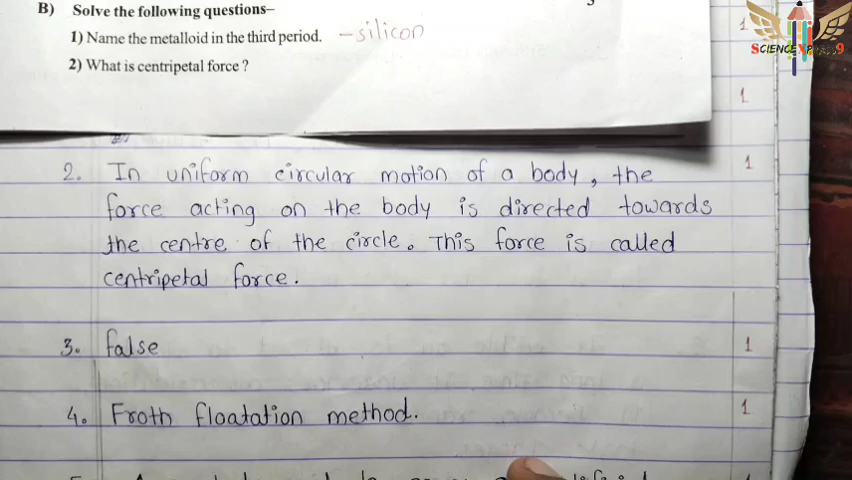 B) Solve the following questions–
1) Name the metalloid in the third period. – silicon
2) What is centripetal force ?
1
SCIENCEXPRESS9
1
2. In uniform circular motion of a body, the 1
force acting on the body is directed towards
the centre of the circle. This force is called
centripetal force.
3. false 1
4. Froth floatation method. 1